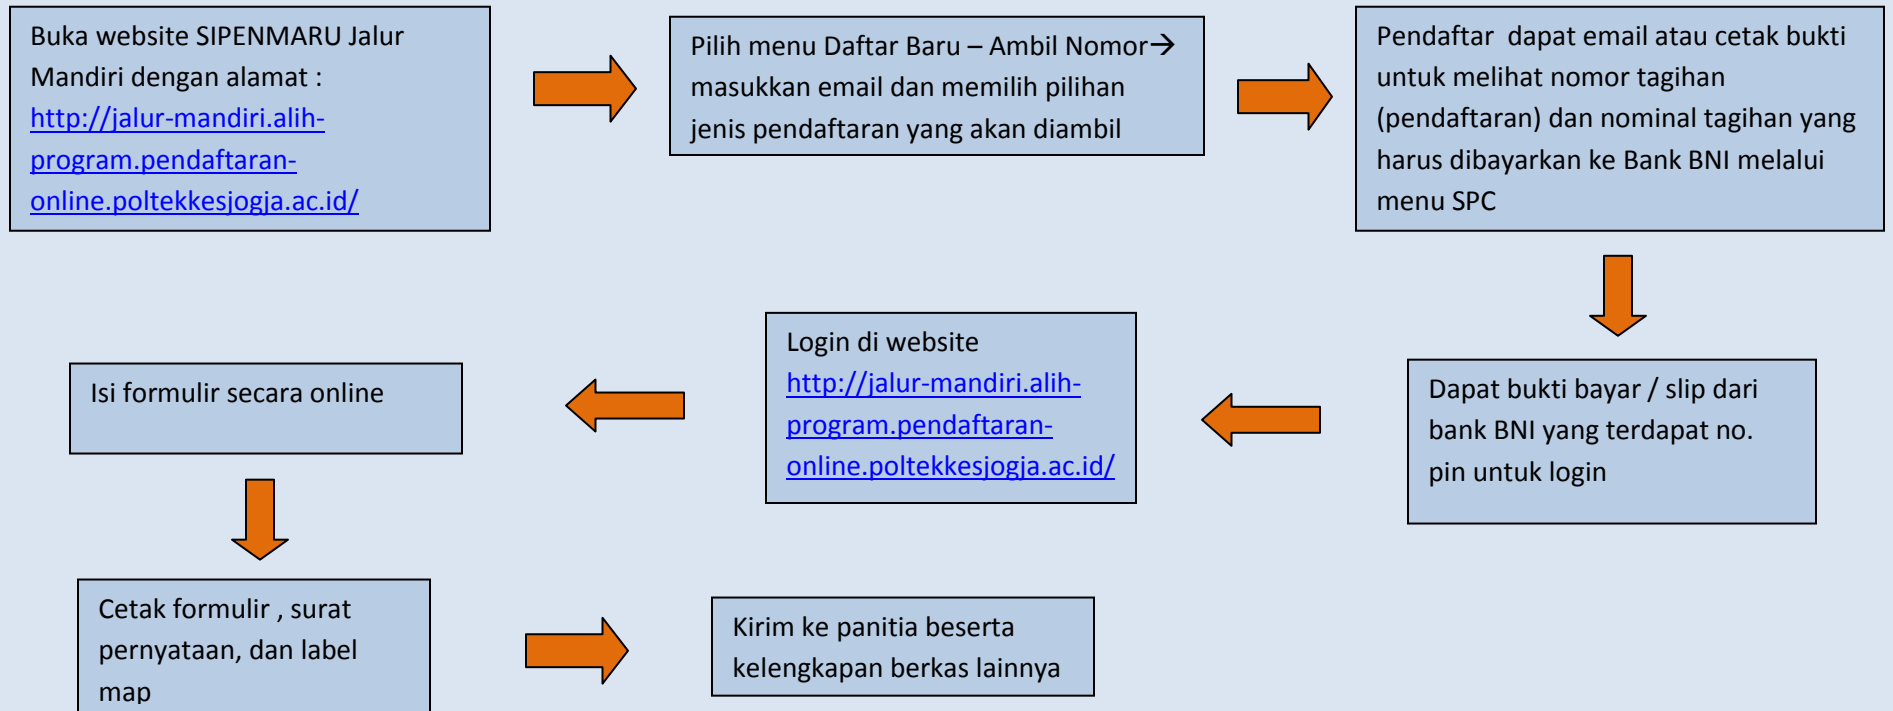 Buka website SIPENMARU Jalur
Mandiri dengan alamat :
http://jalur-mandiri.alih-
program.pendaftaran-
online.poltekkesjogja.ac.id/
Pilih menu Daftar Baru – Ambil Nomor→
masukkan email dan memilih pilihan
jenis pendaftaran yang akan diambil
Pendaftar  dapat email atau cetak bukti
untuk melihat nomor tagihan
(pendaftaran) dan nominal tagihan yang
harus dibayarkan ke Bank BNI melalui
menu SPC
Dapat bukti bayar / slip dari
bank BNI yang terdapat no.
pin untuk login
Login di website
http://jalur-mandiri.alih-
program.pendaftaran-
online.poltekkesjogja.ac.id/
Isi formulir secara online
Cetak formulir , surat
pernyataan, dan label
map
Kirim ke panitia beserta
kelengkapan berkas lainnya